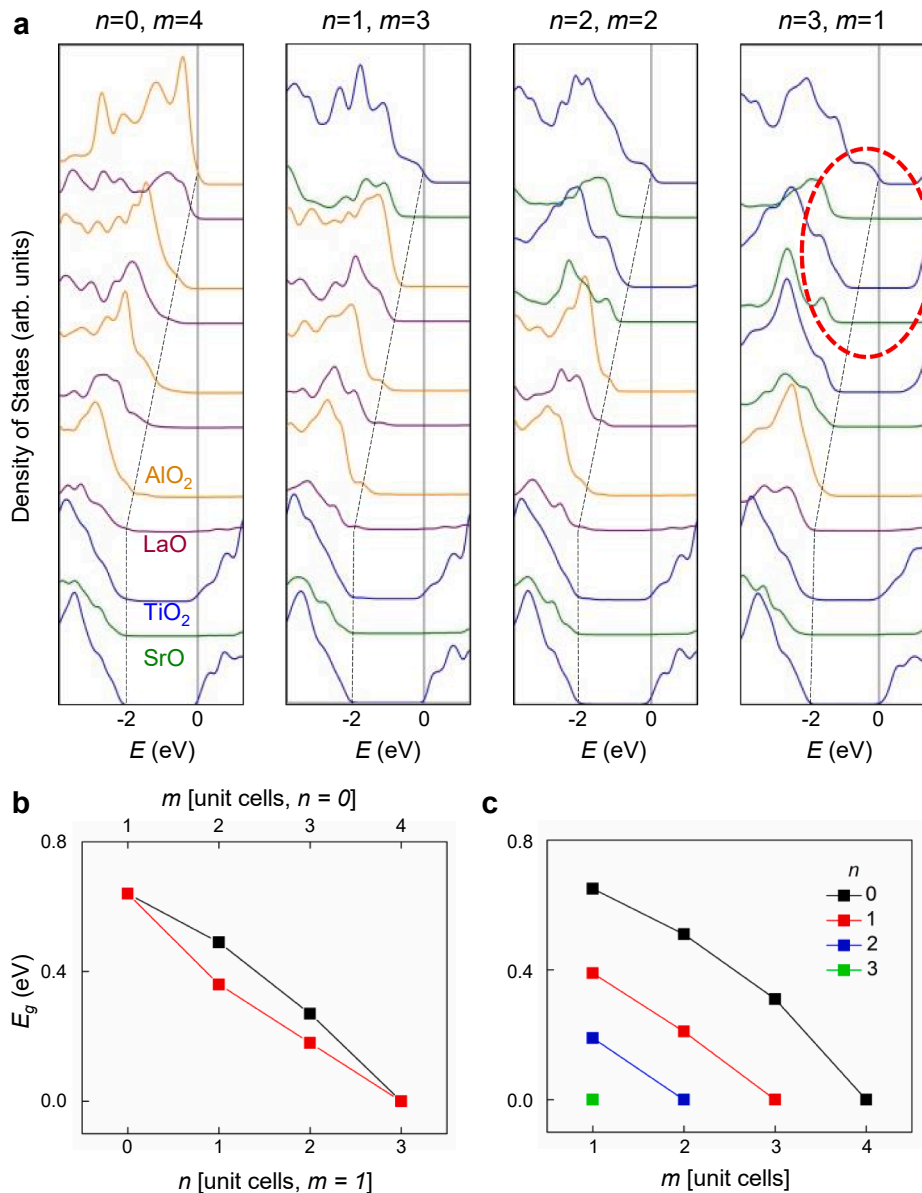 a
n=0, m=4
n=1, m=3
n=2, m=2
n=3, m=1
Density of States (arb. units)
AlO₂
LaO
TiO₂
SrO
-2 0
-2 0
-2 0
-2 0
E (eV)
E (eV)
E (eV)
E (eV)
b
m [unit cells, n = 0]
1 2 3 4
0.8
0.4
0.0
E_g (eV)
0 1 2 3
n [unit cells, m = 1]
c
0.8
0.4
0.0
n
0
1
2
3
1 2 3 4
m [unit cells]